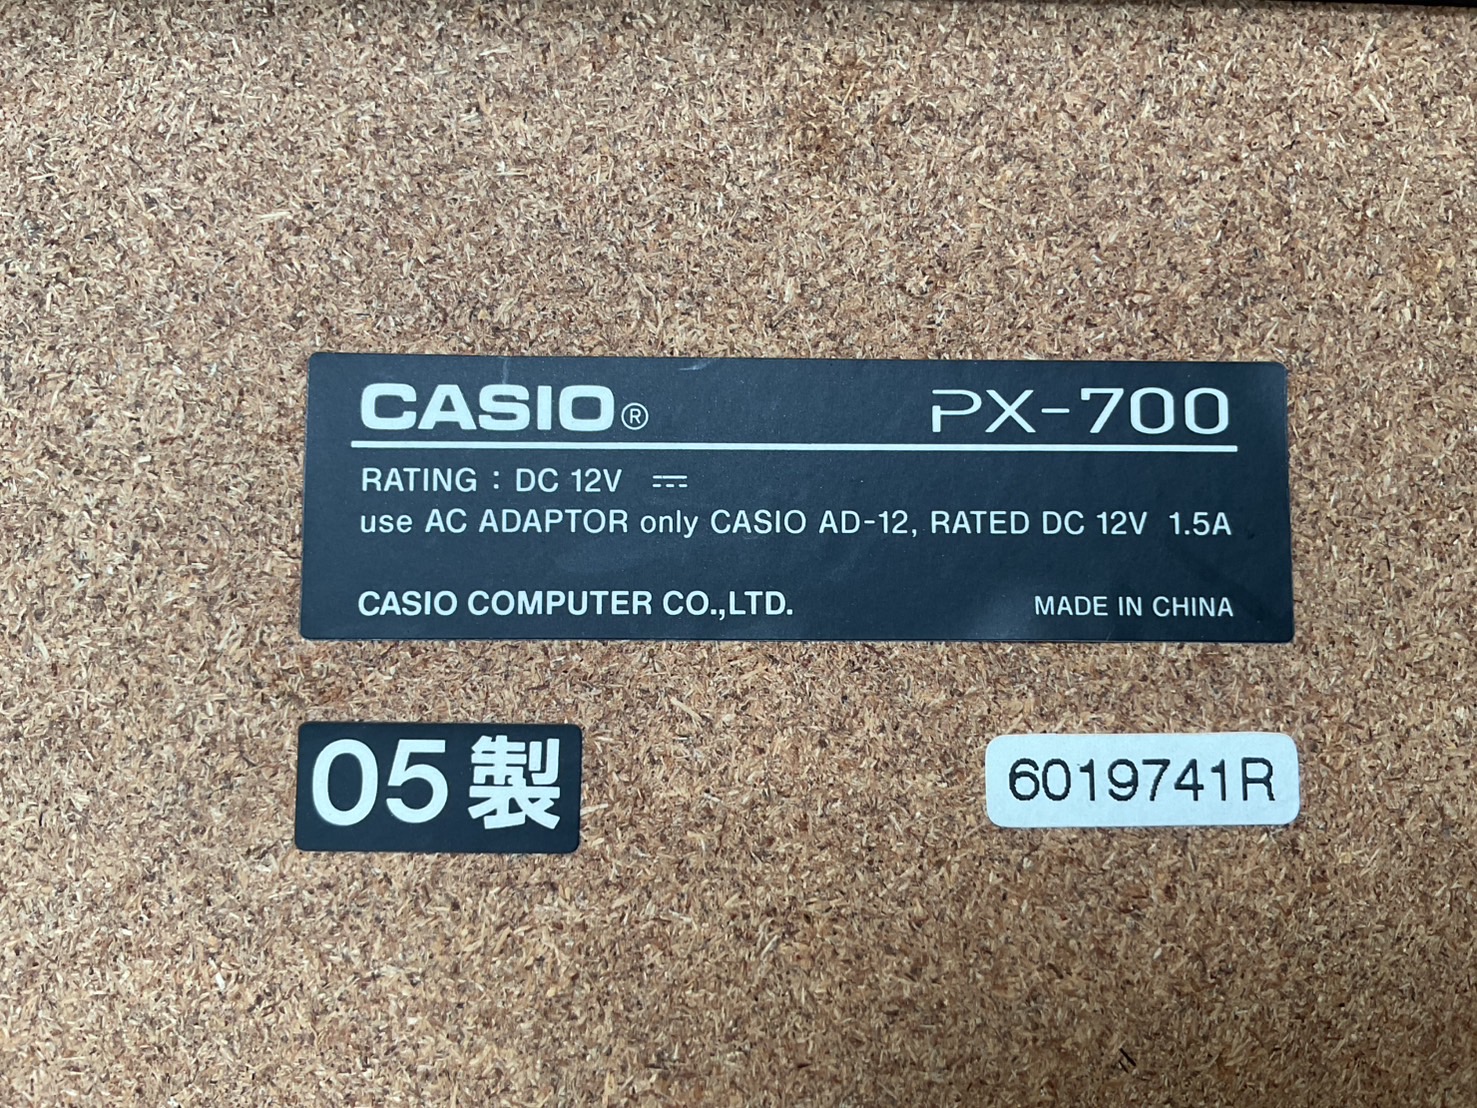 CASIO® PX-700
RATING : DC 12V ⎓
use AC ADAPTOR only CASIO AD-12, RATED DC 12V 1.5A
CASIO COMPUTER CO.,LTD. MADE IN CHINA
05製 6019741R